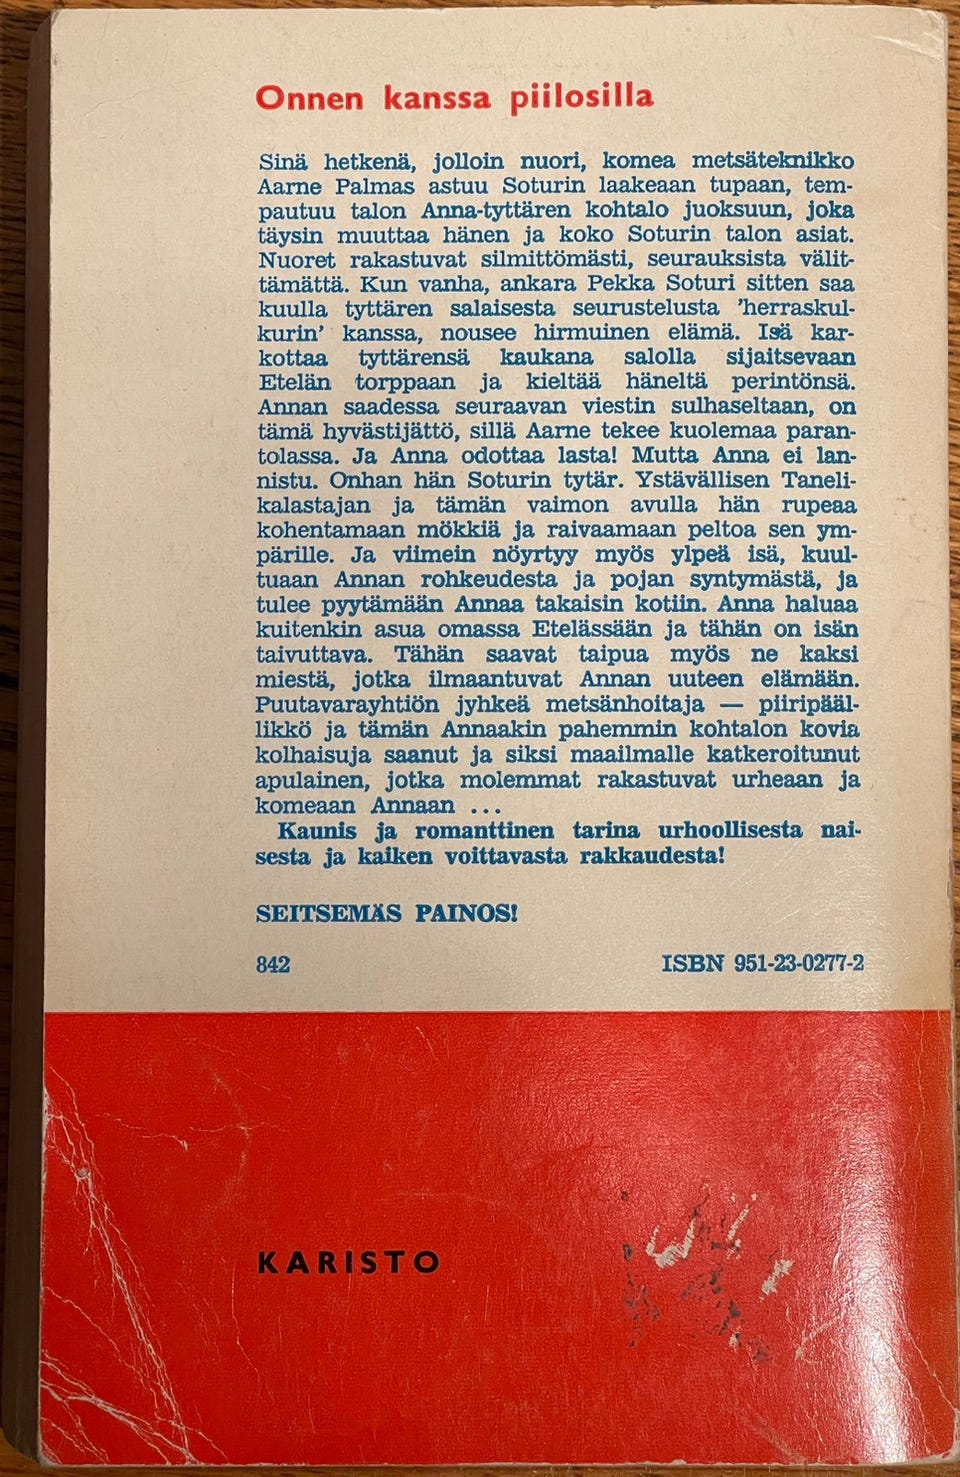 Onnen kanssa piilosilla
Sinä hetkenä, jolloin nuori, komea metsäteknikko
Aarne Palmas astuu Soturin laakeaan tupaan, tem-
pautuu talon Anna-tyttären kohtalo juoksuun, joka
täysin muuttaa hänen ja koko Soturin talon asiat.
Nuoret rakastuvat silmittömästi, seurauksista välit-
tämättä. Kun vanha, ankara Pekka Soturi sitten saa
kuulla tyttären salaisesta seurustelusta 'herraskul-
kurin' kanssa, nousee hirmuinen elämä. Isä kar-
kottaa tyttärensä kaukana salolla sijaitsevaan
Etelän torppaan ja kieltää häneltä perintönsä.
Annan saadessa seuraavan viestin sulhaseltaan, on
tämä hyvästijättö, sillä Aarne tekee kuolemaa paran-
tolassa. Ja Anna odottaa lasta! Mutta Anna ei lan-
nistu. Onhan hän Soturin tytär. Ystävällisen Taneli-
kalastajan ja tämän vaimon avulla hän rupeaa
kohentamaan mökkiä ja raivaamaan peltoa sen ym-
pärille. Ja viimein nöyrtyy myös ylpeä isä, kuul-
tuaan Annan rohkeudesta ja pojan syntymästä, ja
tulee pyytämään Annaa takaisin kotiin. Anna haluaa
kuitenkin asua omassa Etelässään ja tähän on isän
taivuttava. Tähän saavat taipua myös ne kaksi
miestä, jotka ilmaantuvat Annan uuteen elämään.
Puutavarayhtiön jyhkeä metsänhoitaja — piiripääl-
likkö ja tämän Annaakin pahemmin kohtalon kovia
kolhaisuja saanut ja siksi maailmalle katkeroitunut
apulainen, jotka molemmat rakastuvat urheaan ja
komeaan Annaan ...
Kaunis ja romanttinen tarina urhoollisesta nai-
sesta ja kaiken voittavasta rakkaudesta!
SEITSEMÄS PAINOS!
842 ISBN 951-23-0277-2
KARISTO